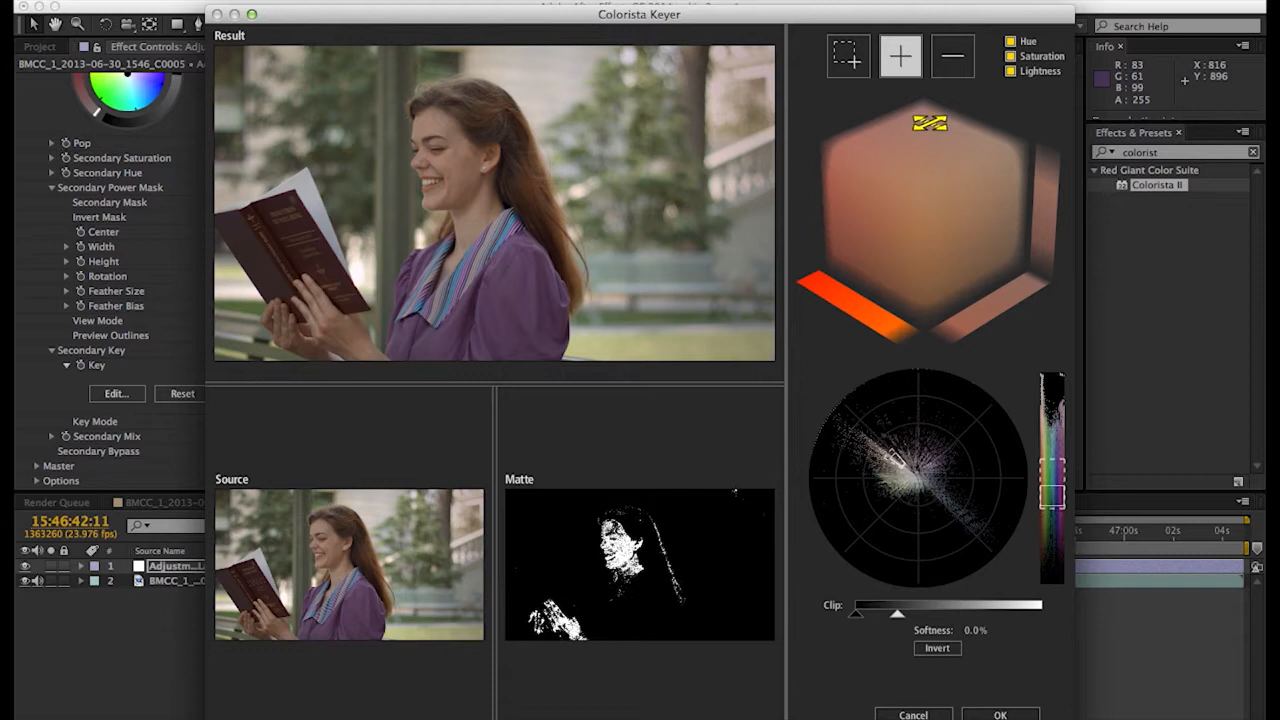 Colorista Keyer
Search Help
Project
Effect Controls: Adju
BMCC_1_2013-06-30_1546_C0005 • A
Pop
Secondary Saturation
Secondary Hue
Secondary Power Mask
Secondary Mask
Invert Mask
Center
Width
Height
Rotation
Feather Size
Feather Bias
View Mode
Preview Outlines
Secondary Key
Key
Edit...
Reset
Key Mode
Secondary Mix
Secondary Bypass
Master
Options
Result
Source
Matte
Hue
Saturation
Lightness
Clip:
Softness: 0.0%
Invert
Cancel
OK
Info
R: 83
G: 61
B: 99
A: 255
X: 816
Y: 896
Effects & Presets
colorist
Red Giant Color Suite
Colorista II
Render Queue
BMCC_1_2013-0
15:46:42:11
1363260 (23.976 fps)
# Source Name
1 Adjustm...
2 BMCC_1_...0
47:00s 02s 04s